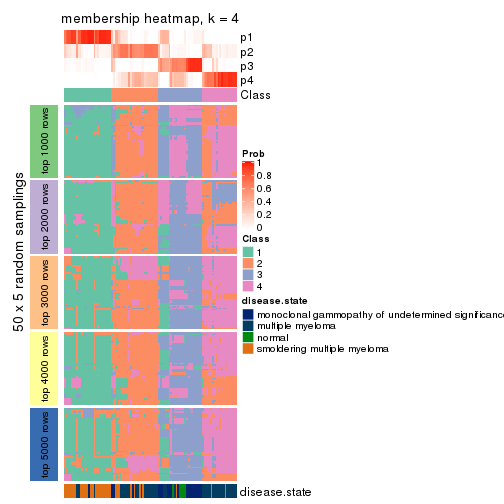 membership heatmap, k = 4
p1
p2
p3
p4
Class
50 x 5 random samplings
top 1000 rows
top 2000 rows
top 3000 rows
top 4000 rows
top 5000 rows
Prob
1
0.8
0.6
0.4
0.2
0
Class
1
2
3
4
disease.state
monoclonal gammopathy of undetermined significance
multiple myeloma
normal
smoldering multiple myeloma
disease.state